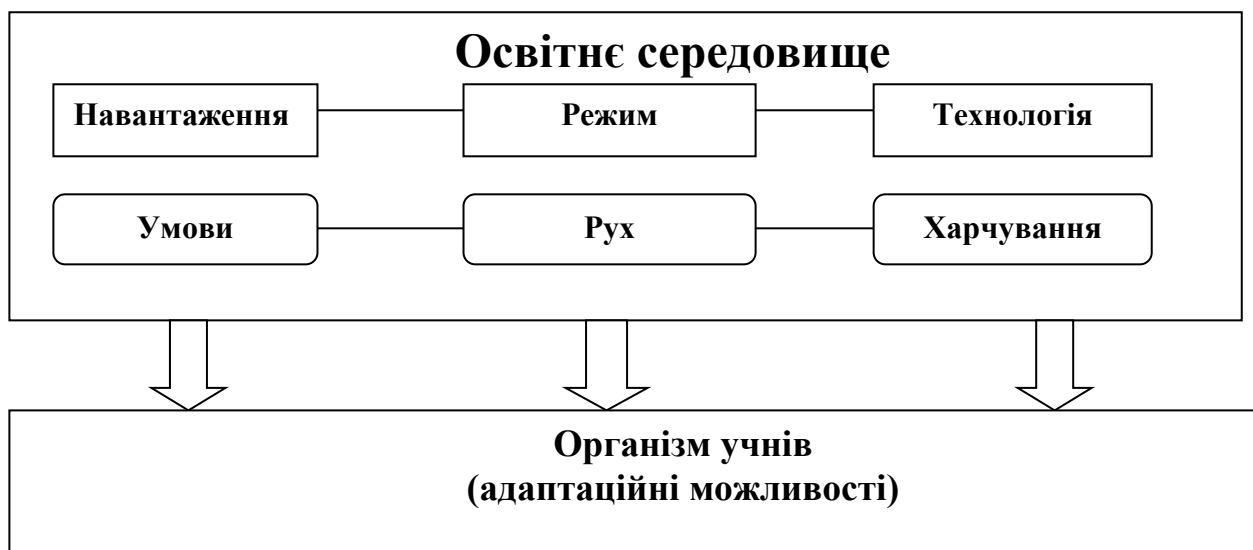 Освітнє середовище
Навантаження
Режим
Технологія
Умови
Рух
Харчування
Організм учнів
(адаптаційні можливості)